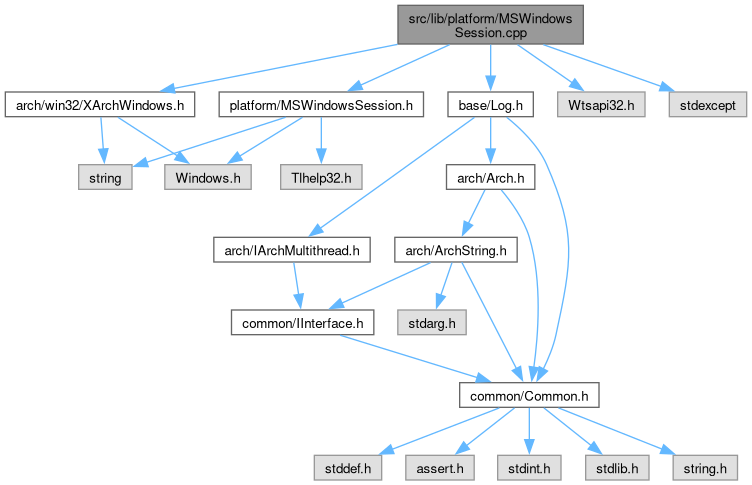 src/lib/platform/MSWindows
Session.cpp
arch/win32/XArchWindows.h
platform/MSWindowsSession.h
base/Log.h
Wtsapi32.h
stdexcept
string
Windows.h
Tlhelp32.h
arch/Arch.h
arch/IArchMultithread.h
arch/ArchString.h
common/IInterface.h
stdarg.h
common/Common.h
stddef.h
assert.h
stdint.h
stdlib.h
string.h